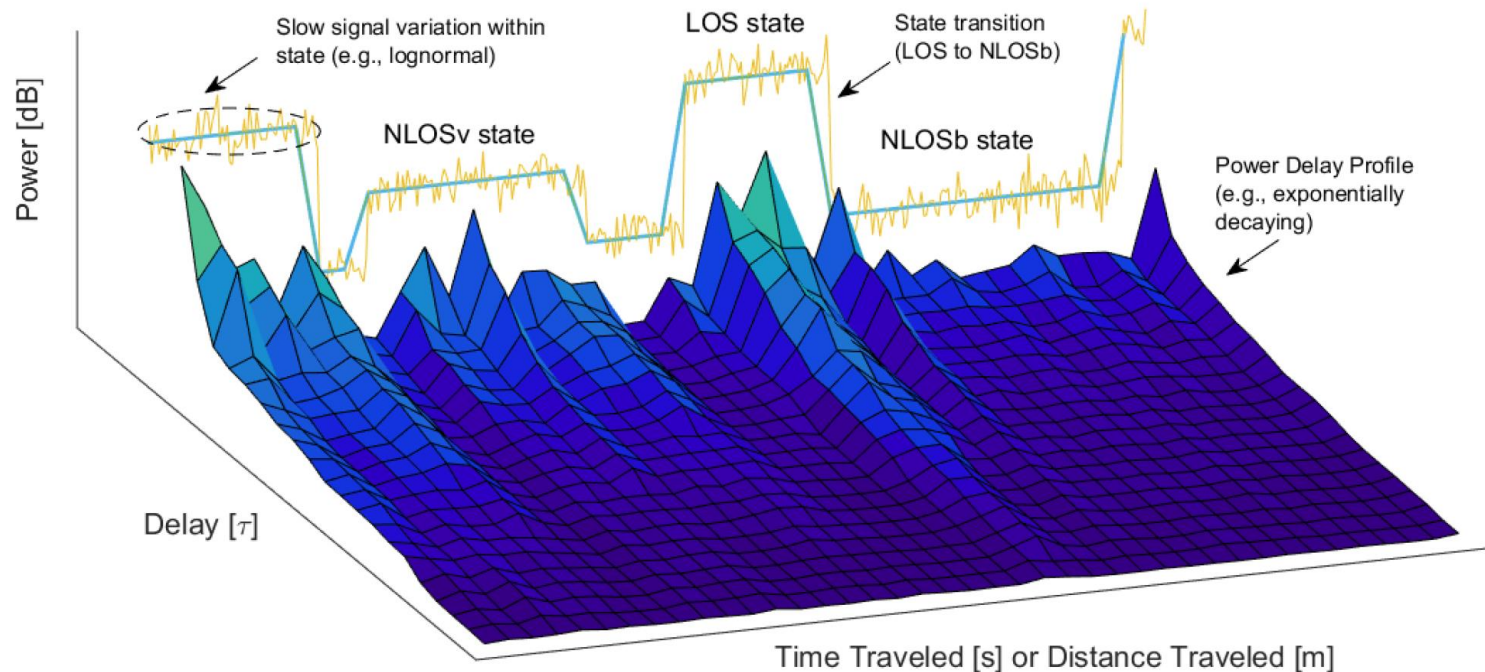 Slow signal variation within
state (e.g., lognormal)
LOS state
State transition
(LOS to NLOSb)
Power [dB]
NLOSv state
NLOSb state
Power Delay Profile
(e.g., exponentially
decaying)
Delay [τ]
Time Traveled [s] or Distance Traveled [m]